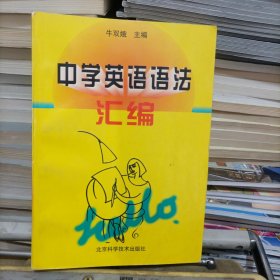 牛双娥 主编
中学英语语法
汇编
hello.
北京科学技术出版社